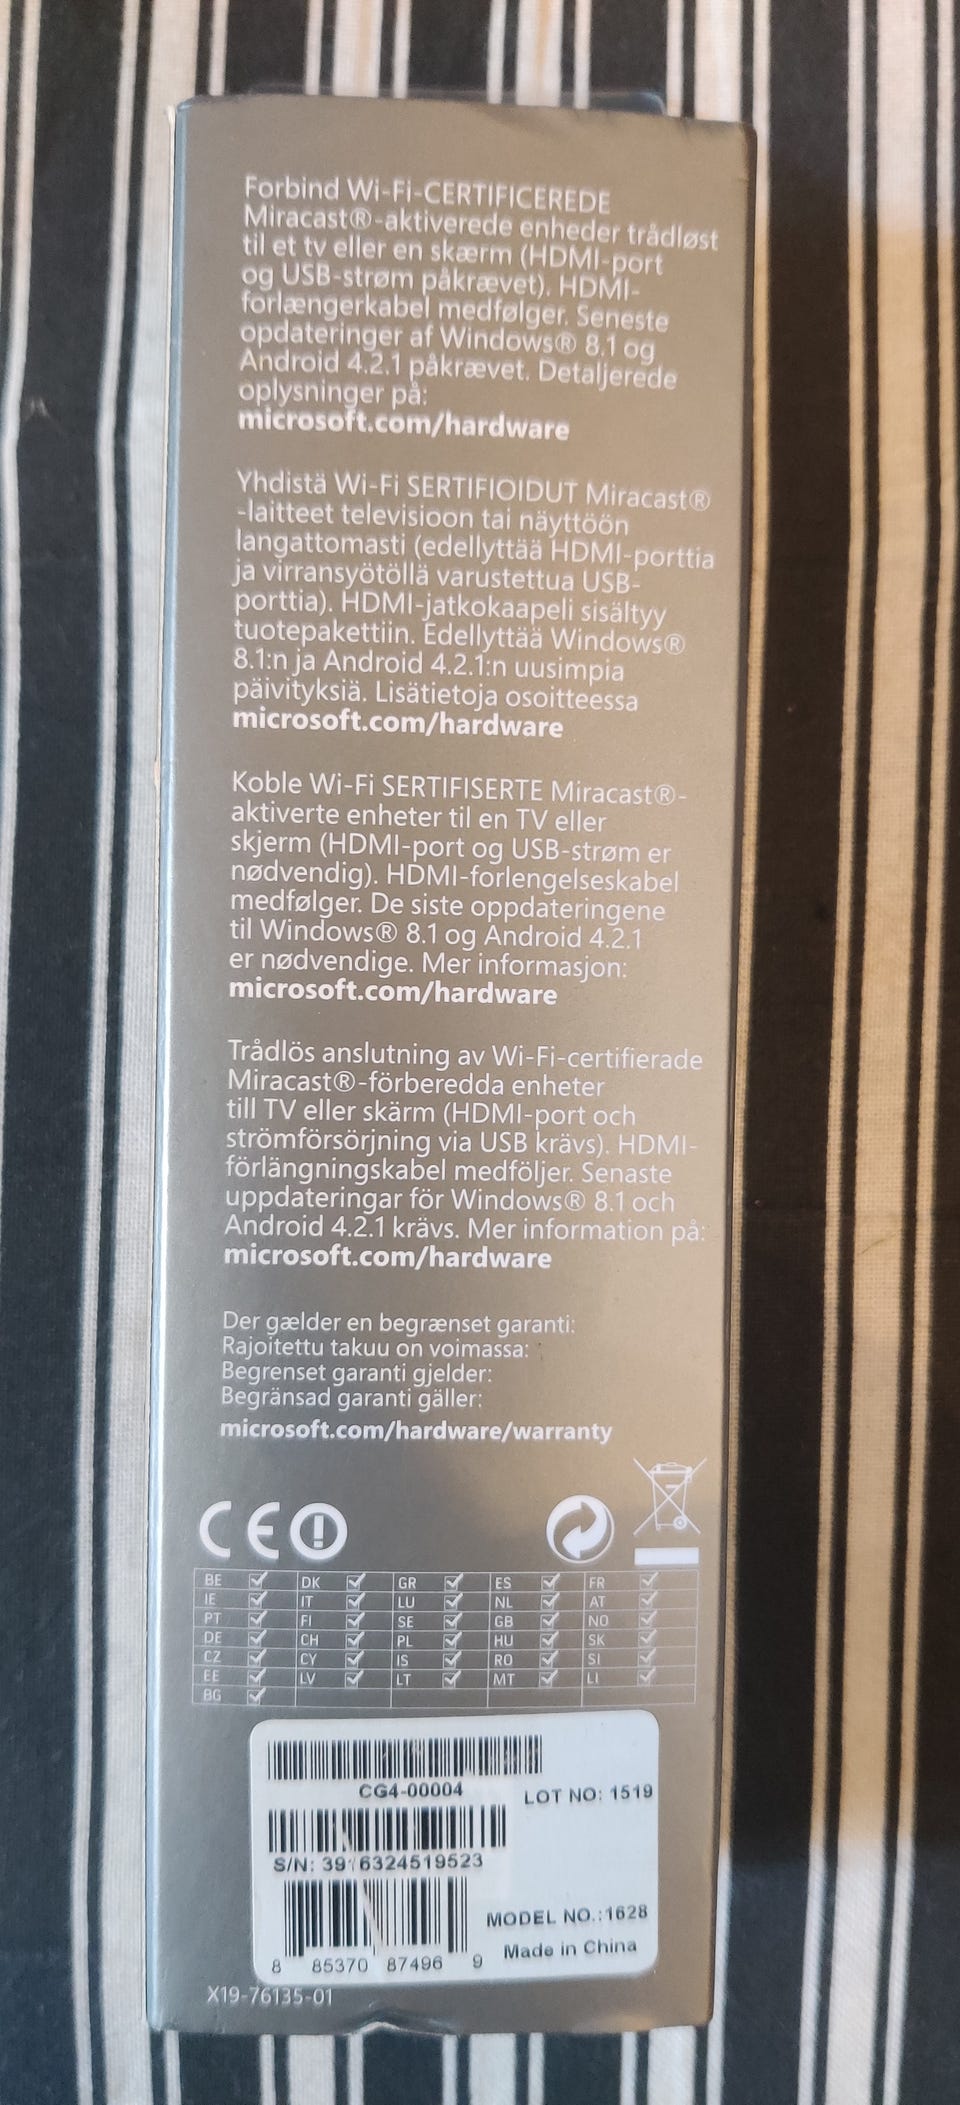 Forbind Wi-Fi-CERTIFICEREDE
Miracast®-aktiverede enheder trådløst
til et tv eller en skærm (HDMI-port
og USB-strøm påkrævet). HDMI-
forlængerkabel medfølger. Seneste
opdateringer af Windows® 8.1 og
Android 4.2.1 påkrævet. Detaljerede
oplysninger på:
microsoft.com/hardware
Yhdistä Wi-Fi SERTIFIOIDUT Miracast®
-laitteet televisioon tai näyttöön
langattomasti (edellyttää HDMI-porttia
ja virransyötöllä varustettua USB-
porttia). HDMI-jatkokaapeli sisältyy
tuotepakettiin. Edellyttää Windows®
8.1:n ja Android 4.2.1:n uusimpia
päivityksiä. Lisätietoja osoitteessa
microsoft.com/hardware
Koble Wi-Fi SERTIFISERTE Miracast®-
aktiverte enheter til en TV eller
skjerm (HDMI-port og USB-strøm er
nødvendig). HDMI-forlengelseskabel
medfølger. De siste oppdateringene
til Windows® 8.1 og Android 4.2.1
er nødvendige. Mer informasjon:
microsoft.com/hardware
Trådlös anslutning av Wi-Fi-certifierade
Miracast®-förberedda enheter
till TV eller skärm (HDMI-port och
strömförsörjning via USB krävs). HDMI-
förlängningskabel medföljer. Senaste
uppdateringar för Windows® 8.1 och
Android 4.2.1 krävs. Mer information på:
microsoft.com/hardware
Der gælder en begrænset garanti:
Rajoitettu takuu on voimassa:
Begrenset garanti gjelder:
Begränsad garanti gäller:
microsoft.com/hardware/warranty
CE
BE DK GR ES FR
IE IT LU NL AT
PT FI SE GB NO
DE CH PL HU SK
CZ CY IS RO SI
EE LV LT MT LI
BG
CG4-00004
LOT NO: 1519
S/N: 3916324519523
MODEL NO.:1628
Made in China
8 85370 87496 9
X19-76135-01